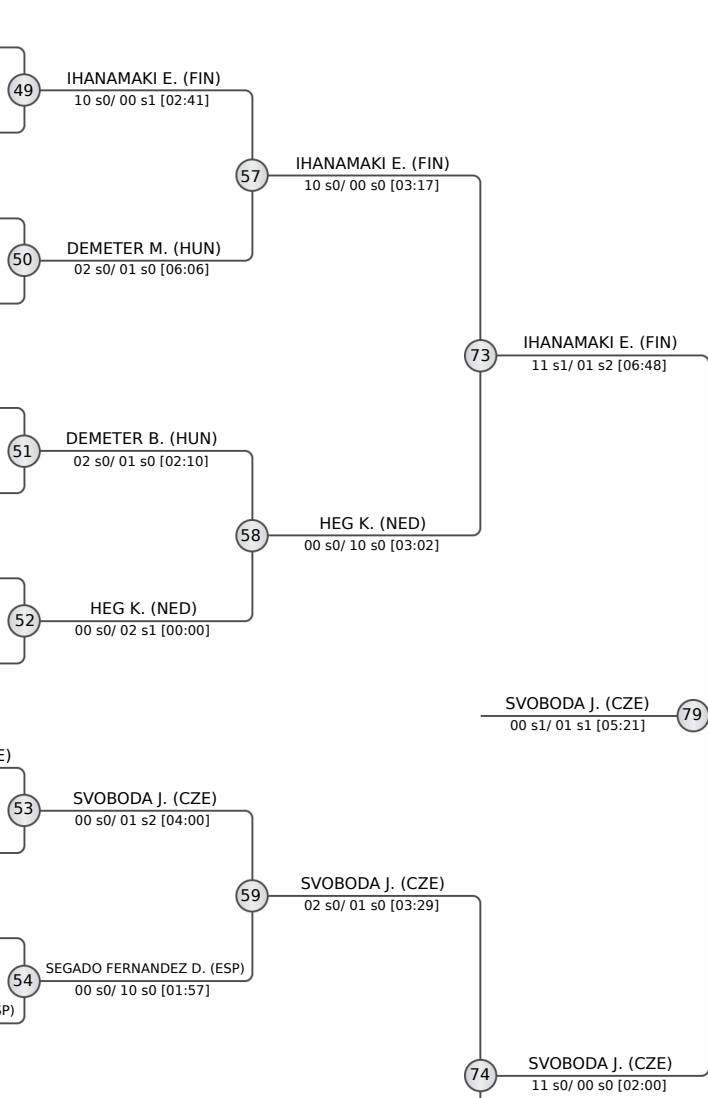 49
IHANAMAKI E. (FIN)
10 s0/ 00 s1 [02:41]
57
IHANAMAKI E. (FIN)
10 s0/ 00 s0 [03:17]
50
DEMETER M. (HUN)
02 s0/ 01 s0 [06:06]
73
IHANAMAKI E. (FIN)
11 s1/ 01 s2 [06:48]
51
DEMETER B. (HUN)
02 s0/ 01 s0 [02:10]
58
HEG K. (NED)
00 s0/ 10 s0 [03:02]
52
HEG K. (NED)
00 s0/ 02 s1 [00:00]
SVOBODA J. (CZE)
00 s1/ 01 s1 [05:21]
79
E)
53
SVOBODA J. (CZE)
00 s0/ 01 s2 [04:00]
59
SVOBODA J. (CZE)
02 s0/ 01 s0 [03:29]
54
SEGADO FERNANDEZ D. (ESP)
00 s0/ 10 s0 [01:57]
SP)
74
SVOBODA J. (CZE)
11 s0/ 00 s0 [02:00]